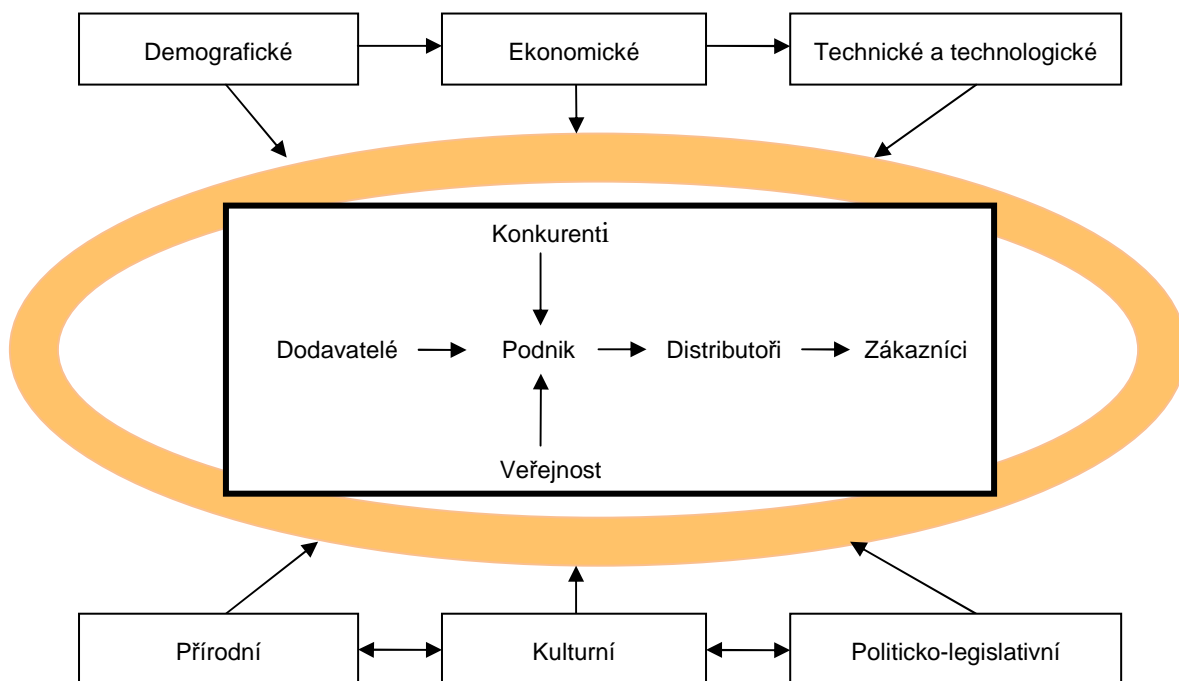 Demografické
Ekonomické
Technické a technologické
Konkurenti
Dodavatelé
Podnik
Distributoři
Zákazníci
Veřejnost
Přírodní
Kulturní
Politicko-legislativní